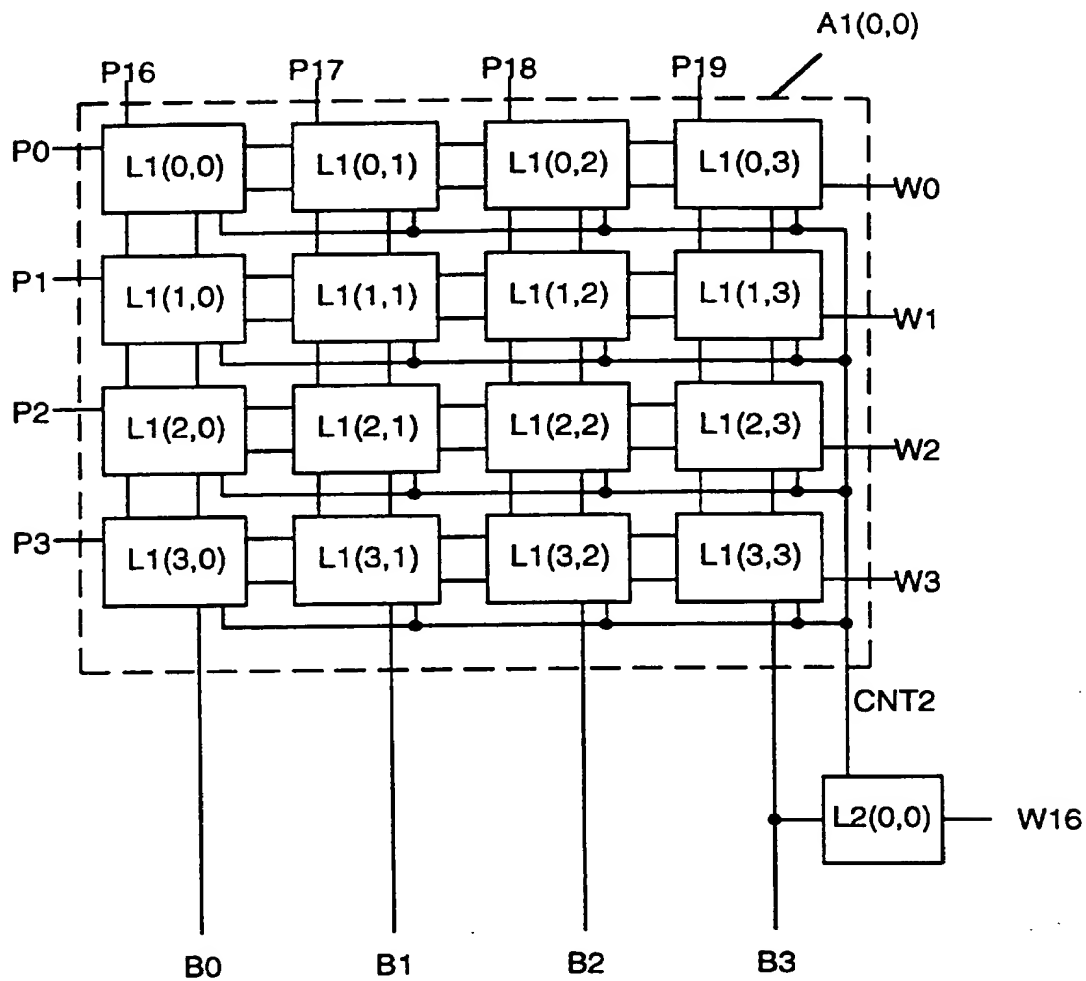 A1(0,0)
P16 P17 P18 P19
P0 L1(0,0) L1(0,1) L1(0,2) L1(0,3) W0
P1 L1(1,0) L1(1,1) L1(1,2) L1(1,3) W1
P2 L1(2,0) L1(2,1) L1(2,2) L1(2,3) W2
P3 L1(3,0) L1(3,1) L1(3,2) L1(3,3) W3
CNT2
L2(0,0) W16
B0 B1 B2 B3